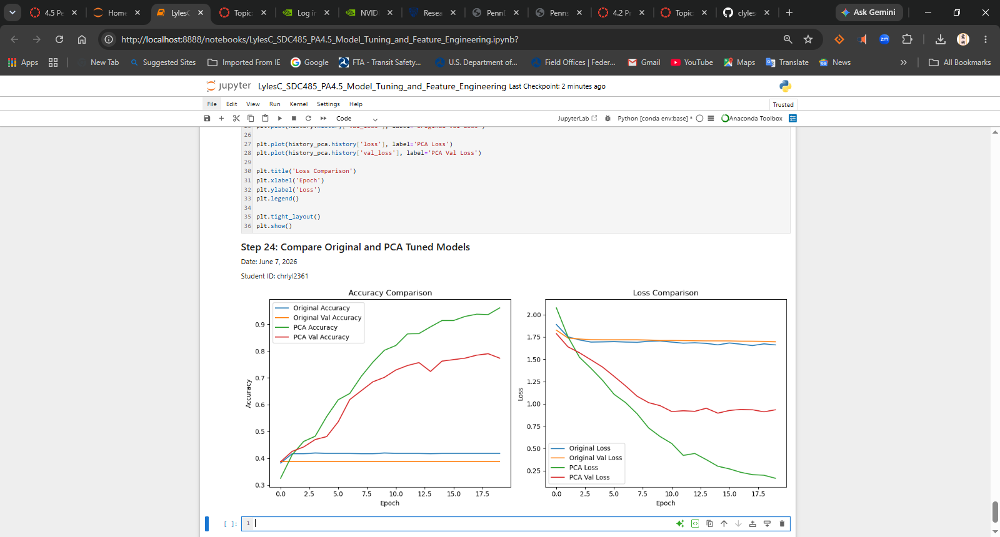 4.5 Pe
Home
LylesC
Topic:
Log ir
NVIDI
Resea
PennD
Penns
4.2 Pr
Topic:
clyles
Ask Gemini
http://localhost:8888/notebooks/LylesC_SDC485_PA4.5_Model_Tuning_and_Feature_Engineering.ipynb?
Apps
New Tab
Suggested Sites
Imported From IE
Google
FTA - Transit Safety...
U.S. Department of...
Field Offices | Feder...
Gmail
YouTube
Maps
Translate
News
All Bookmarks
jupyter LylesC_SDC485_PA4.5_Model_Tuning_and_Feature_Engineering Last Checkpoint: 2 minutes ago
File Edit View Run Kernel Settings Help
Trusted
Code
JupyterLab
Python [conda env:base] *
Anaconda Toolbox
25 plt.plot(history.history['val_loss'], label='Original Val Loss')
26
27 plt.plot(history_pca.history['loss'], label='PCA Loss')
28 plt.plot(history_pca.history['val_loss'], label='PCA Val Loss')
29
30 plt.title('Loss Comparison')
31 plt.xlabel('Epoch')
32 plt.ylabel('Loss')
33 plt.legend()
34
35 plt.tight_layout()
36 plt.show()
Step 24: Compare Original and PCA Tuned Models
Date: June 7, 2026
Student ID: chrlyl2361
Accuracy Comparison
Original Accuracy
Original Val Accuracy
PCA Accuracy
PCA Val Accuracy
0.9
0.8
0.7
0.6
0.5
0.4
0.3
Accuracy
0.0 2.5 5.0 7.5 10.0 12.5 15.0 17.5
Epoch
Loss Comparison
2.00
1.75
1.50
1.25
1.00
0.75
0.50
0.25
Loss
Original Loss
Original Val Loss
PCA Loss
PCA Val Loss
0.0 2.5 5.0 7.5 10.0 12.5 15.0 17.5
Epoch
[ ]: 1